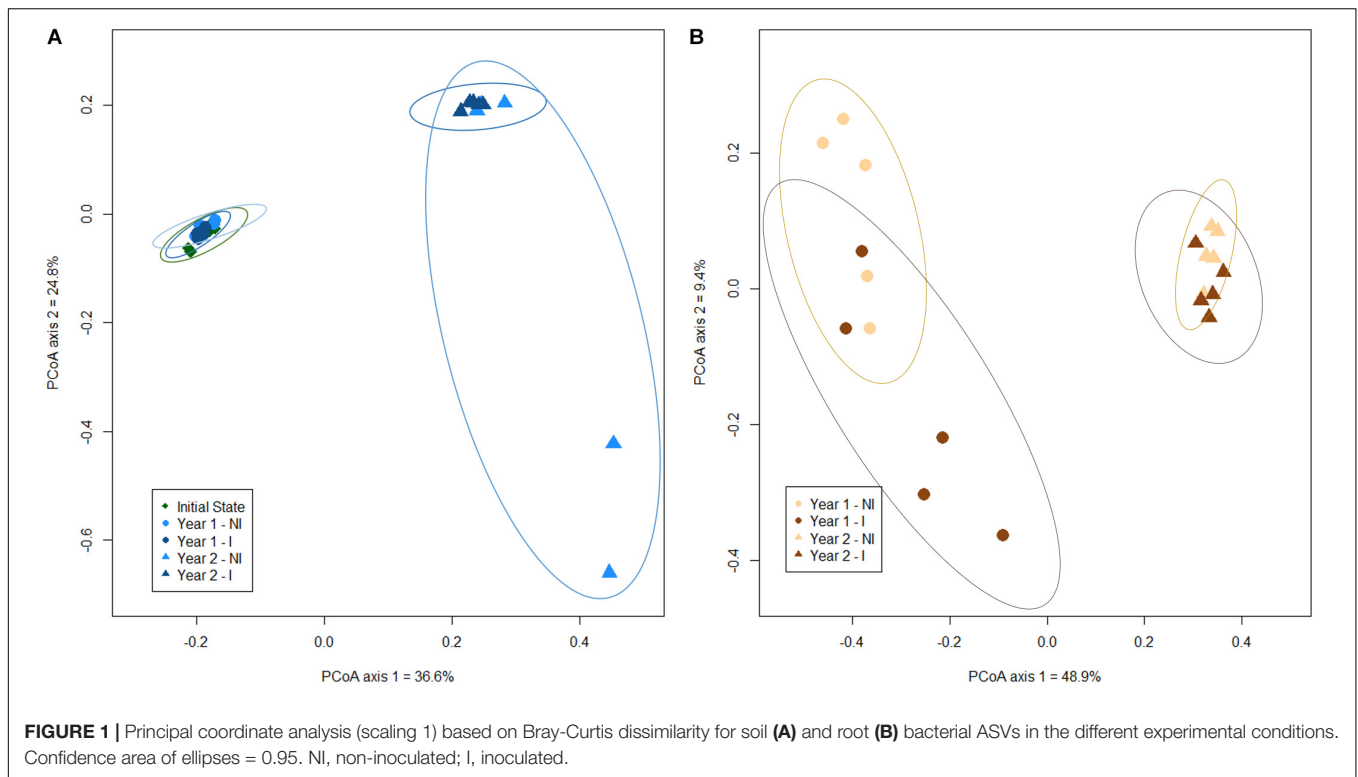 A
0.2
0.0
-0.2
-0.4
-0.6
PCoA axis 2 = 24.8%
Initial State
Year 1 - NI
Year 1 - I
Year 2 - NI
Year 2 - I
-0.2
0.0
0.2
0.4
PCoA axis 1 = 36.6%
B
0.2
0.0
-0.2
-0.4
PCoA axis 2 = 9.4%
Year 1 - NI
Year 1 - I
Year 2 - NI
Year 2 - I
-0.4
-0.2
0.0
0.2
0.4
PCoA axis 1 = 48.9%
FIGURE 1 | Principal coordinate analysis (scaling 1) based on Bray-Curtis dissimilarity for soil (A) and root (B) bacterial ASVs in the different experimental conditions.
Confidence area of ellipses = 0.95. NI, non-inoculated; I, inoculated.